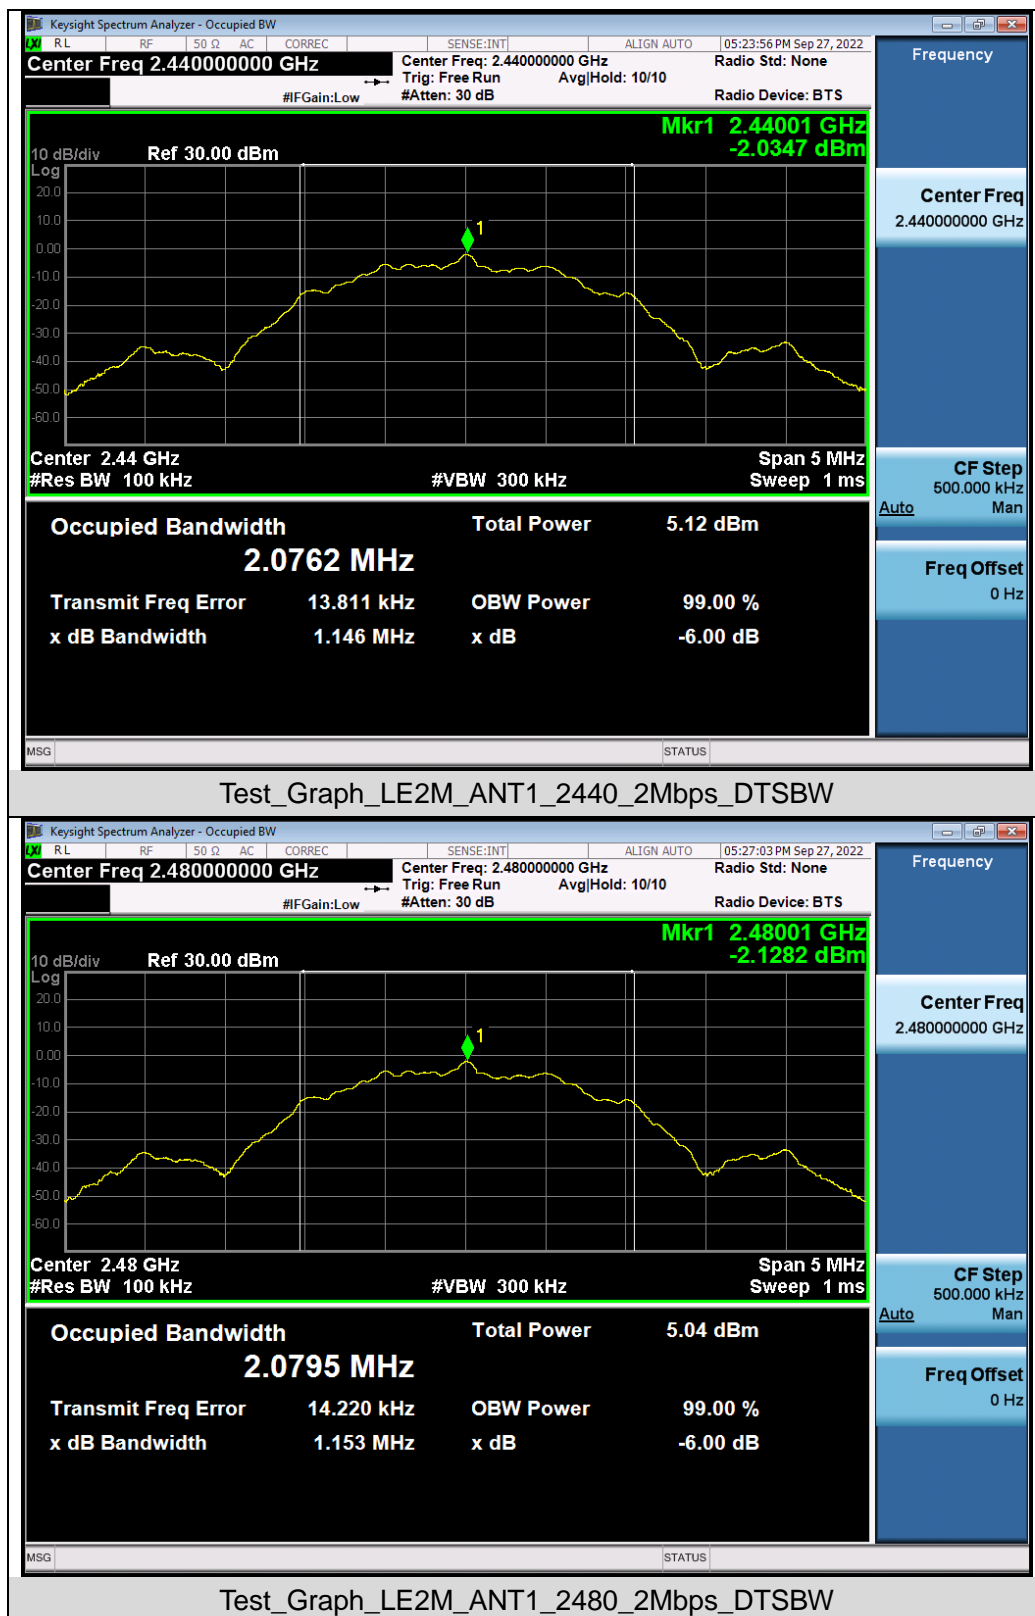 Keysight Spectrum Analyzer - Occupied BW
LXI RL RF 50 Ω AC CORREC SENSE:INT ALIGN AUTO 05:23:56 PM Sep 27, 2022
Center Freq 2.440000000 GHz Center Freq: 2.440000000 GHz Radio Std: None
Trig: Free Run Avg|Hold: 10/10
#IFGain:Low #Atten: 30 dB Radio Device: BTS
Frequency
Mkr1 2.44001 GHz
-2.0347 dBm
10 dB/div Ref 30.00 dBm
Log
20.0
10.0
0.00
-10.0
-20.0
-30.0
-40.0
-50.0
-60.0
1
Center 2.44 GHz Span 5 MHz
#Res BW 100 kHz #VBW 300 kHz Sweep 1 ms
Center Freq
2.440000000 GHz
CF Step
500.000 kHz
Auto Man
Freq Offset
0 Hz
Occupied Bandwidth Total Power 5.12 dBm
2.0762 MHz
Transmit Freq Error 13.811 kHz OBW Power 99.00 %
x dB Bandwidth 1.146 MHz x dB -6.00 dB
MSG STATUS
Test_Graph_LE2M_ANT1_2440_2Mbps_DTSBW
Keysight Spectrum Analyzer - Occupied BW
LXI RL RF 50 Ω AC CORREC SENSE:INT ALIGN AUTO 05:27:03 PM Sep 27, 2022
Center Freq 2.480000000 GHz Center Freq: 2.480000000 GHz Radio Std: None
Trig: Free Run Avg|Hold: 10/10
#IFGain:Low #Atten: 30 dB Radio Device: BTS
Frequency
Mkr1 2.48001 GHz
-2.1282 dBm
10 dB/div Ref 30.00 dBm
Log
20.0
10.0
0.00
-10.0
-20.0
-30.0
-40.0
-50.0
-60.0
1
Center 2.48 GHz Span 5 MHz
#Res BW 100 kHz #VBW 300 kHz Sweep 1 ms
Center Freq
2.480000000 GHz
CF Step
500.000 kHz
Auto Man
Freq Offset
0 Hz
Occupied Bandwidth Total Power 5.04 dBm
2.0795 MHz
Transmit Freq Error 14.220 kHz OBW Power 99.00 %
x dB Bandwidth 1.153 MHz x dB -6.00 dB
MSG STATUS
Test_Graph_LE2M_ANT1_2480_2Mbps_DTSBW